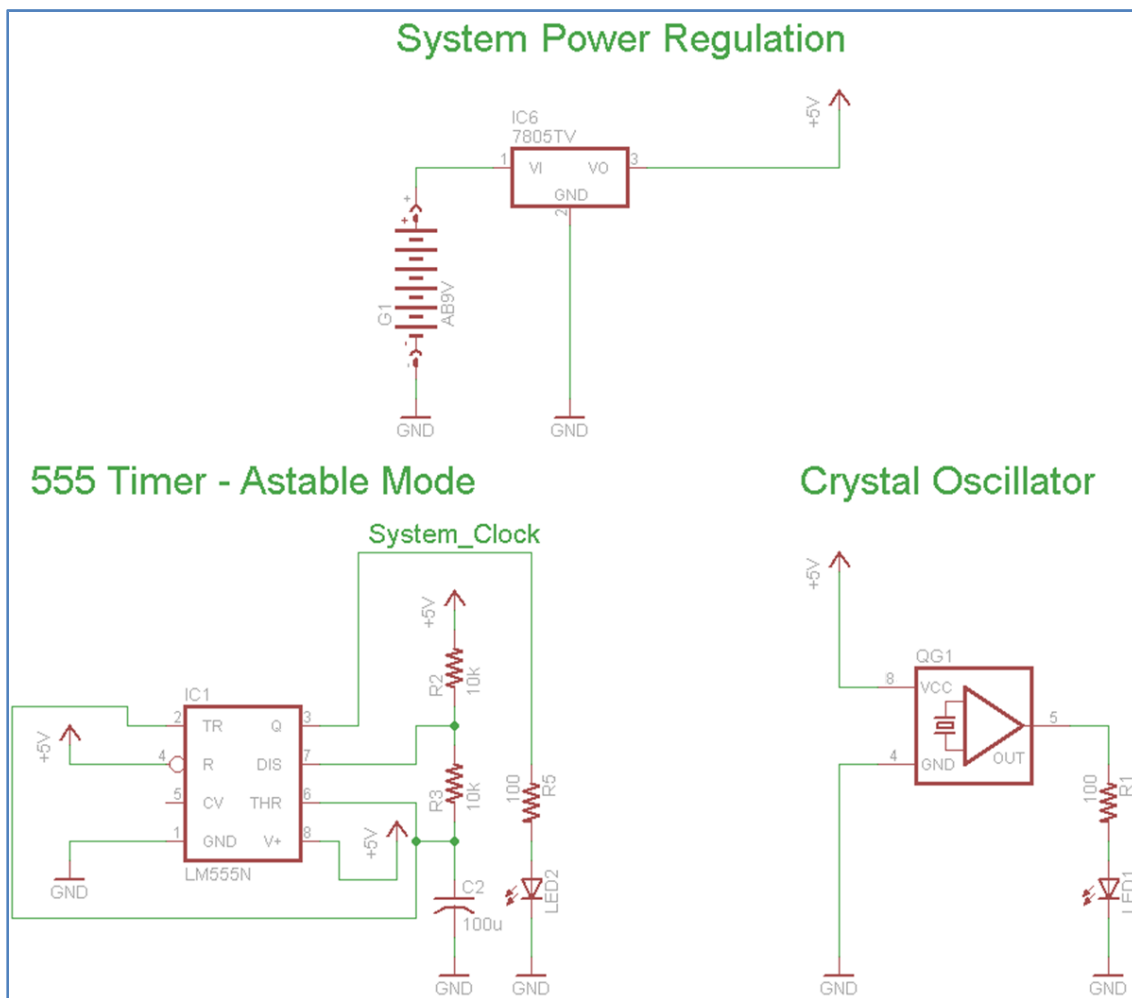 System Power Regulation
+5V
IC6
7805TV
1 VI VO 3
GND
2
+
+
G1
AB9V
-
-
GND
GND
555 Timer - Astable Mode
Crystal Oscillator
System_Clock
+5V
+5V
R2
10k
QG1
8 VCC
IC1
2 TR Q 3
+5V
4 R DIS 7
5 CV THR 6
1 GND V+ 8
LM555N
GND
R3
10k
+5V
100
R5
5
OUT
4 GND
100
R1
C2
100u
LED2
LED1
GND
GND
GND
GND